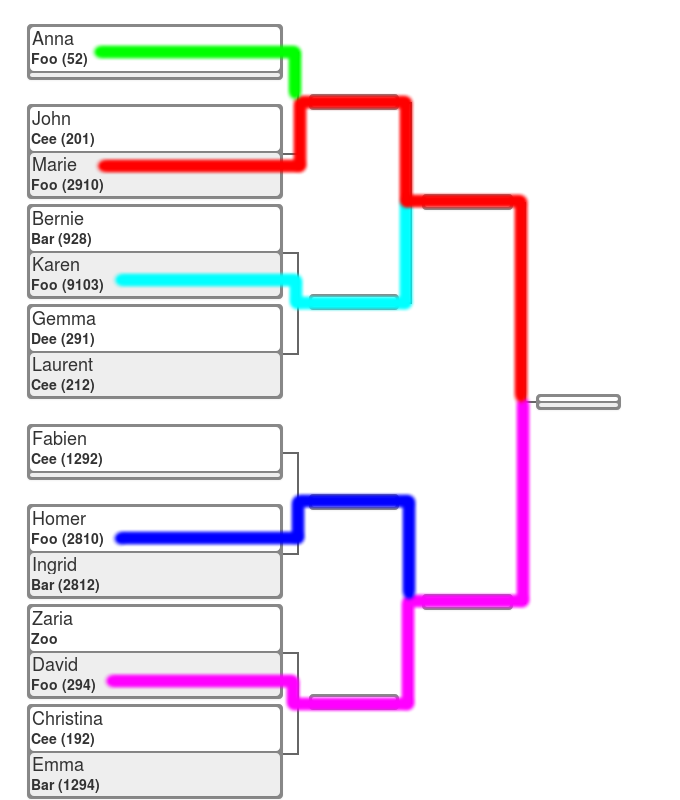 Anna
Foo (52)
John
Cee (201)
Marie
Foo (2910)
Bernie
Bar (928)
Karen
Foo (9103)
Gemma
Dee (291)
Laurent
Cee (212)
Fabien
Cee (1292)
Homer
Foo (2810)
Ingrid
Bar (2812)
Zaria
Zoo
David
Foo (294)
Christina
Cee (192)
Emma
Bar (1294)